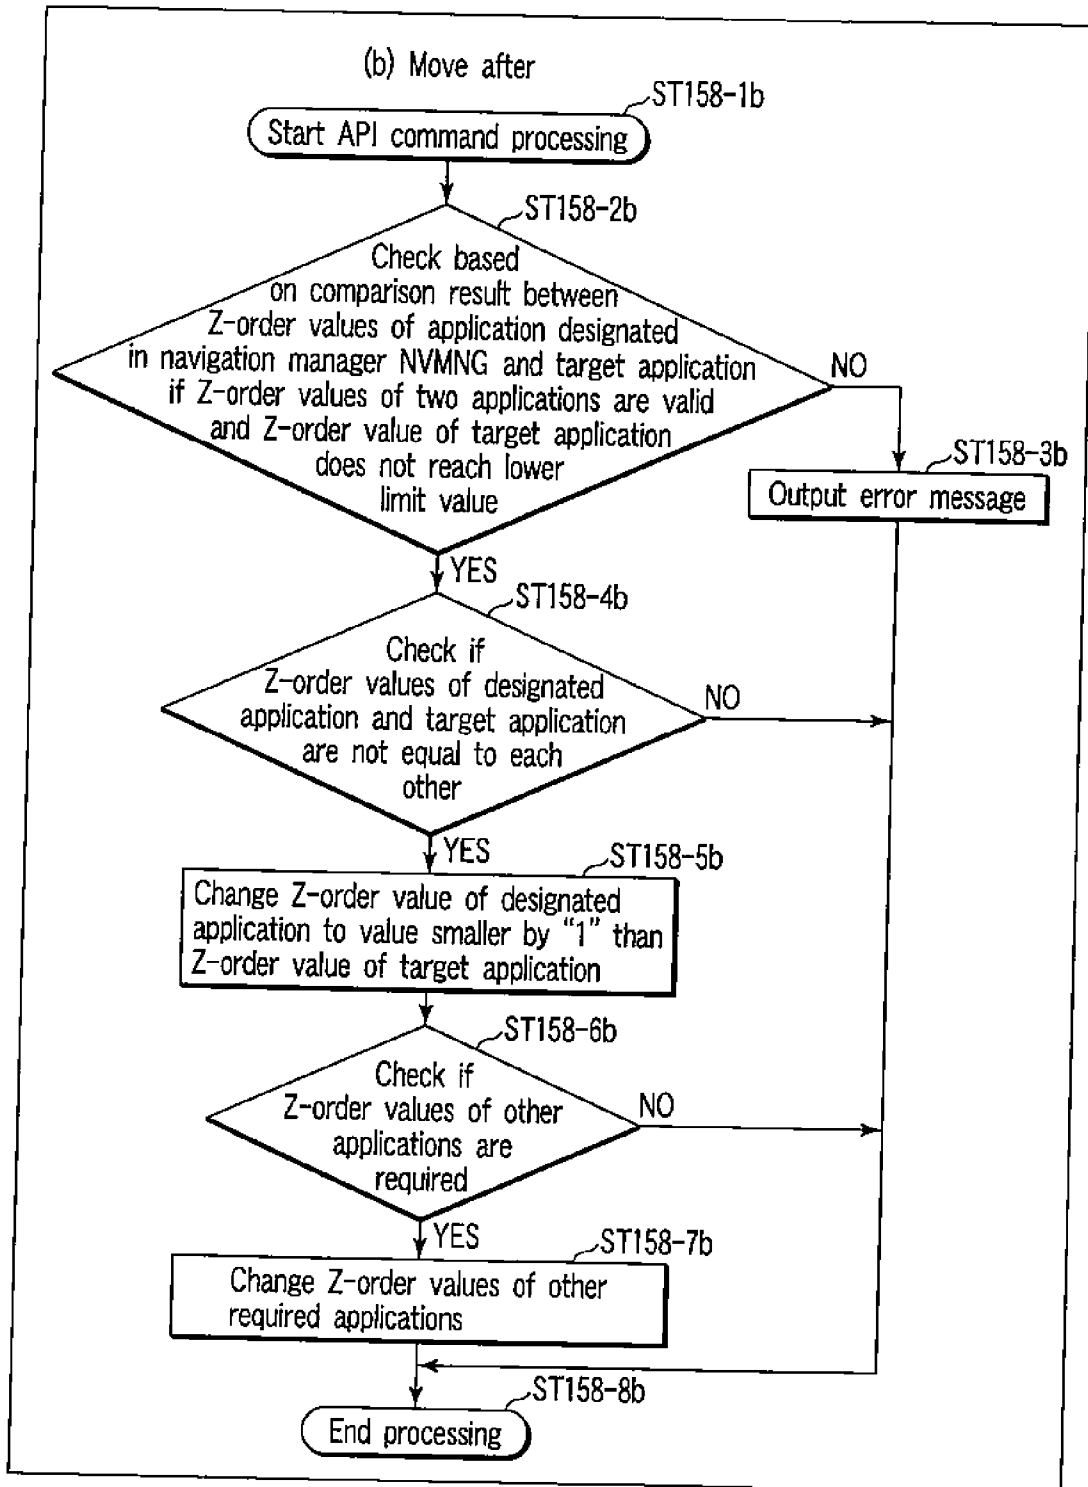 (b) Move after
ST158-1b
Start API command processing
ST158-2b
Check based
on comparison result between
Z-order values of application designated
in navigation manager NVMNG and target application
if Z-order values of two applications are valid
and Z-order value of target application
does not reach lower
limit value
NO
ST158-3b
Output error message
YES
ST158-4b
Check if
Z-order values of designated
application and target application
are not equal to each
other
NO
YES
ST158-5b
Change Z-order value of designated
application to value smaller by "1" than
Z-order value of target application
ST158-6b
Check if
Z-order values of other
applications are
required
NO
YES
ST158-7b
Change Z-order values of other
required applications
ST158-8b
End processing